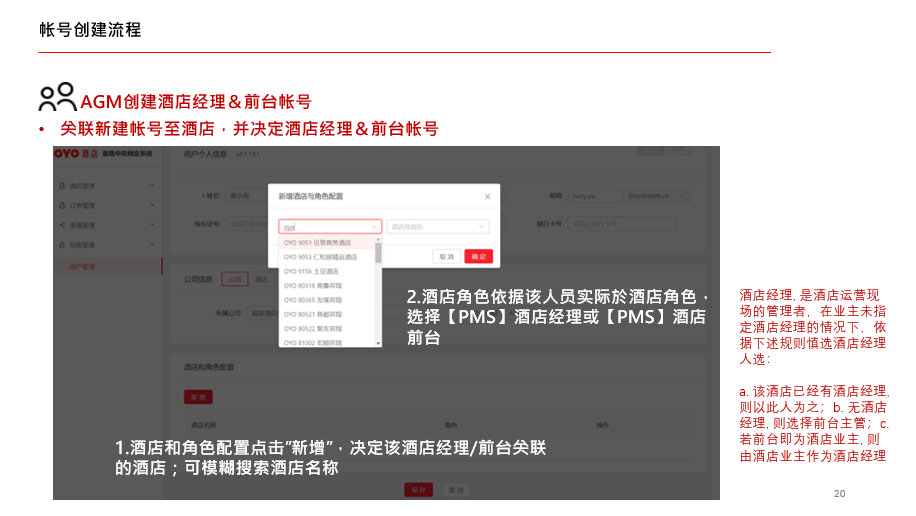 帐号创建流程
AGM创建酒店经理＆前台帐号
• 关联新建帐号至酒店，并决定酒店经理＆前台帐号
OYO 酒店
用户个人信息
酒店管理
订单管理
渠道管理
权限管理
用户管理
* 姓名:
邮箱:
@oyohotels.cn
身份证号:
银行卡号:
新增酒店与角色配置
×
oyo
请选择角色
OYO 9051 贝泉商务酒店
OYO 9053 仁和居精品酒店
OYO 9156 土豆酒店
OYO 80318 燕鑫宾馆
OYO 80365 友缘宾馆
OYO 80521 商邮宾馆
OYO 80522 聚友宾馆
OYO 81002 宏丽宾馆
取 消
确 定
公司信息
公司
酒店
所属公司:
2.酒店角色依据该人员实际於酒店角色，
选择【PMS】酒店经理或【PMS】酒店
前台
酒店和角色配置
新 增
酒店名称
角色
操作
1.酒店和角色配置点击"新增"，决定该酒店经理/前台关联
的酒店；可模糊搜索酒店名称
保 存
取 消
酒店经理, 是酒店运营现
场的管理者，在业主未指
定酒店经理的情况下，依
据下述规则慎选酒店经理
人选：
a. 该酒店已经有酒店经理,
则以此人为之；b. 无酒店
经理, 则选择前台主管；c.
若前台即为酒店业主, 则
由酒店业主作为酒店经理
20